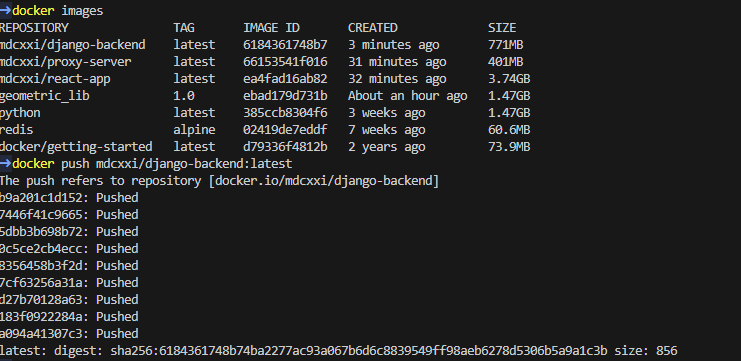 →docker images
REPOSITORY TAG IMAGE ID CREATED SIZE
mdcxxi/django-backend latest 6184361748b7 3 minutes ago 771MB
mdcxxi/proxy-server latest 66153541f016 31 minutes ago 401MB
mdcxxi/react-app latest ea4fad16ab82 32 minutes ago 3.74GB
geometric_lib 1.0 ebad179d731b About an hour ago 1.47GB
python latest 385ccb8304f6 3 weeks ago 1.47GB
redis alpine 02419de7eddf 7 weeks ago 60.6MB
docker/getting-started latest d79336f4812b 2 years ago 73.9MB
→docker push mdcxxi/django-backend:latest
The push refers to repository [docker.io/mdcxxi/django-backend]
b9a201c1d152: Pushed
7446f41c9665: Pushed
5dbb3b698b72: Pushed
0c5ce2cb4ecc: Pushed
8356458b3f2d: Pushed
7cf63256a31a: Pushed
d27b70128a63: Pushed
183f0922284a: Pushed
a094a41307c3: Pushed
latest: digest: sha256:6184361748b74ba2277ac93a067b6d6c8839549ff98aeb6278d5306b5a9a1c3b size: 856